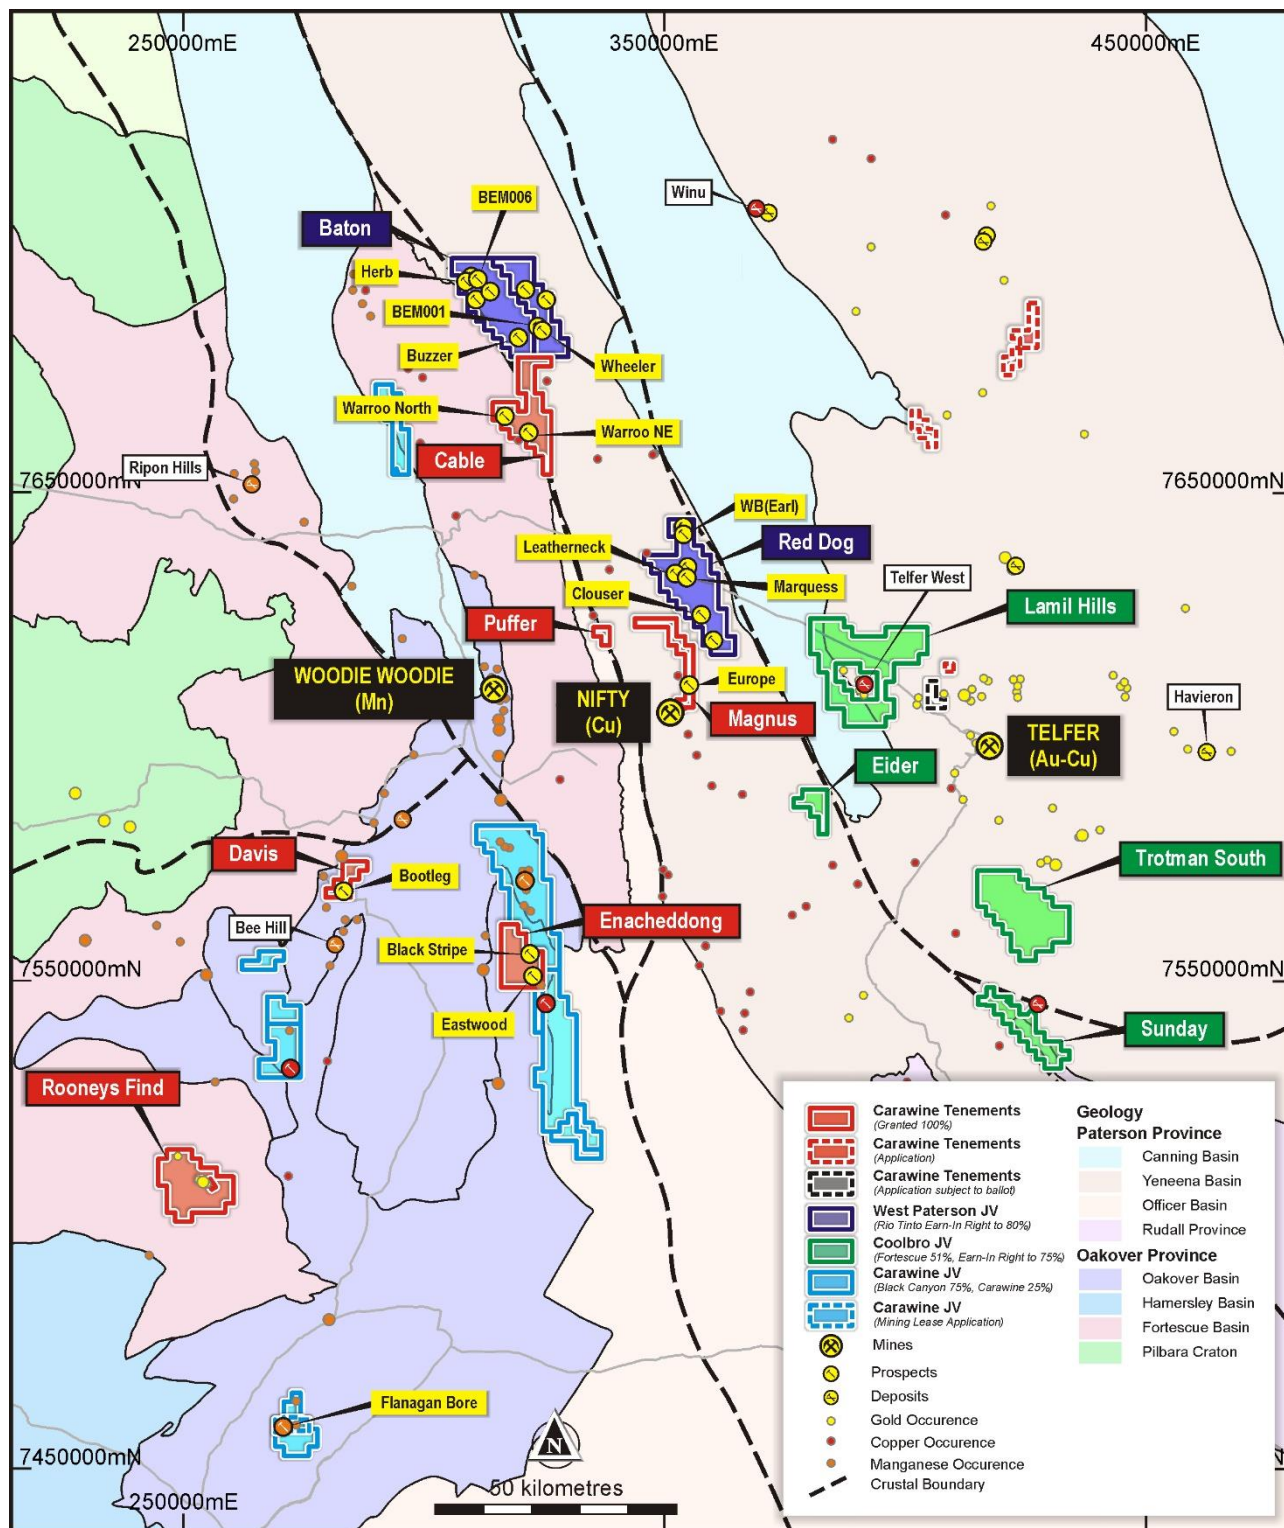 250000mE
350000mE
450000mE
Winu
BEM006
Baton
Herb
BEM001
Buzzer
Wheeler
Warroo North
Warroo NE
Cable
Ripon Hills
7650000mN
7650000mN
WB(Earl)
Red Dog
Leatherneck
Telfer West
Marquess
Clouser
Lamil Hills
Puffer
WOODIE WOODIE
(Mn)
NIFTY
(Cu)
Europe
Magnus
Havieron
TELFER
(Au-Cu)
Eider
Davis
Bootleg
Trotman South
Enacheddong
Bee Hill
Black Stripe
7550000mN
7550000mN
Eastwood
Sunday
Rooneys Find
Carawine Tenements
(Granted 100%)
Carawine Tenements
(Application)
Carawine Tenements
(Application subject to ballot)
West Paterson JV
(Rio Tinto Earn-In Right to 80%)
Coolbro JV
(Fortescue 51%, Earn-In Right to 75%)
Carawine JV
(Black Canyon 75%, Carawine 25%)
Carawine JV
(Mining Lease Application)
Mines
Prospects
Deposits
Gold Occurence
Copper Occurence
Manganese Occurence
Crustal Boundary
Geology
Paterson Province
Canning Basin
Yeneena Basin
Officer Basin
Rudall Province
Oakover Province
Oakover Basin
Hamersley Basin
Fortescue Basin
Pilbara Craton
Flanagan Bore
N
7450000mN
50 kilometres
250000mE